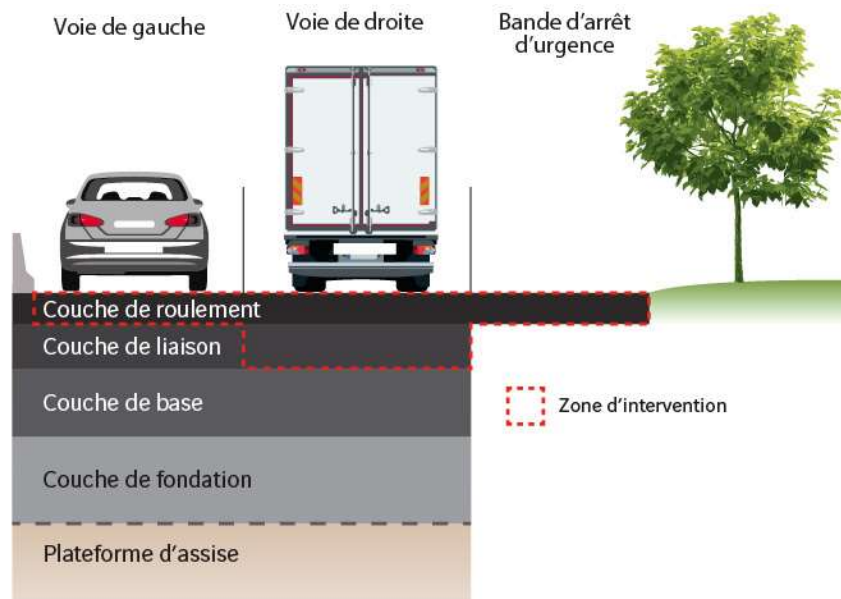 Voie de gauche
Voie de droite
Bande d'arrêt
d'urgence
Couche de roulement
Couche de liaison
Couche de base
Zone d'intervention
Couche de fondation
Plateforme d'assise